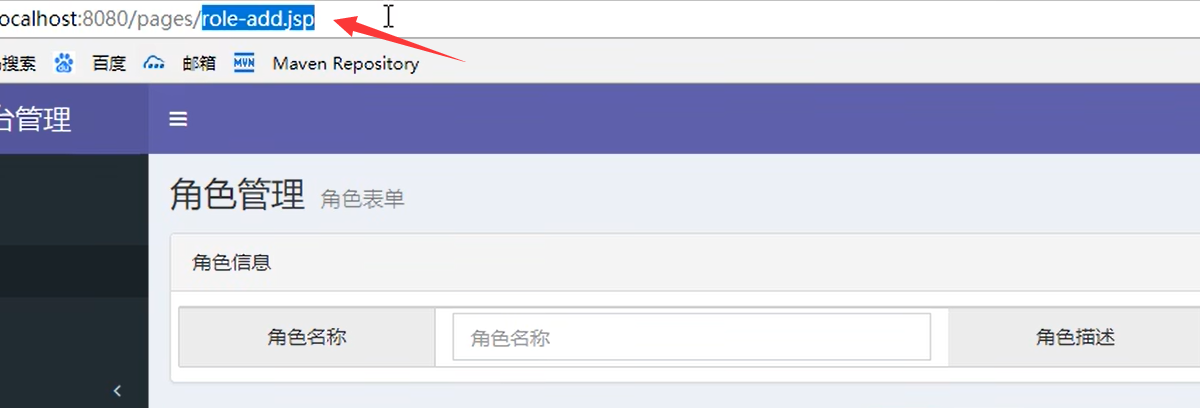 ocalhost:8080/pages/role-add.jsp
搜索 百度 邮箱 MVN Maven Repository
台管理
角色管理 角色表单
角色信息
角色名称 角色名称 角色描述